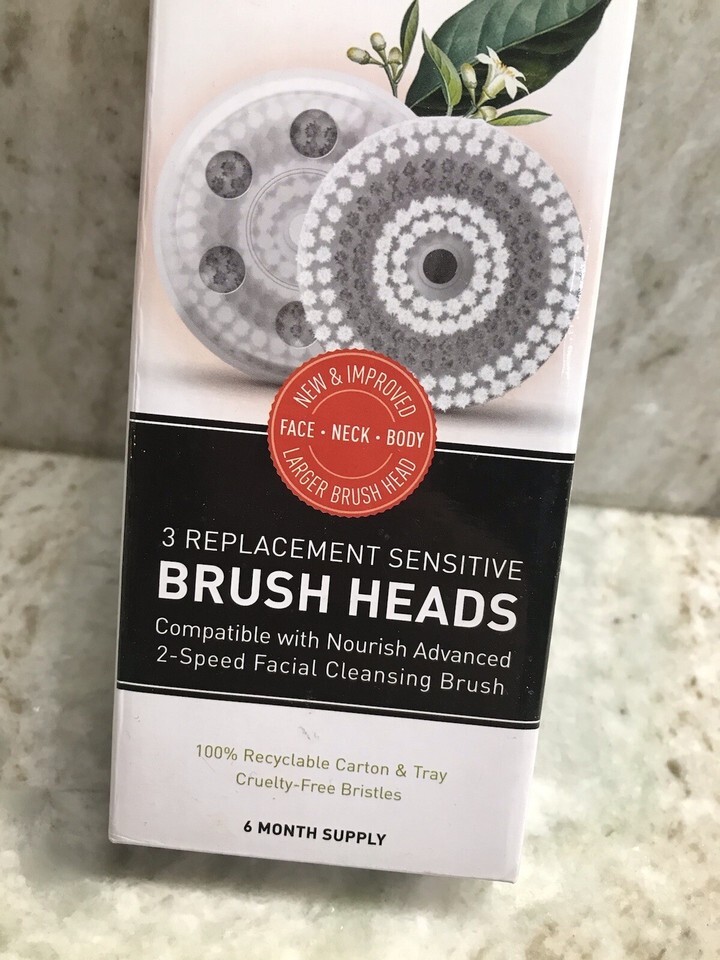 NEW & IMPROVED
FACE • NECK • BODY
LARGER BRUSH HEAD
3 REPLACEMENT SENSITIVE
BRUSH HEADS
Compatible with Nourish Advanced
2-Speed Facial Cleansing Brush
100% Recyclable Carton & Tray
Cruelty-Free Bristles
6 MONTH SUPPLY